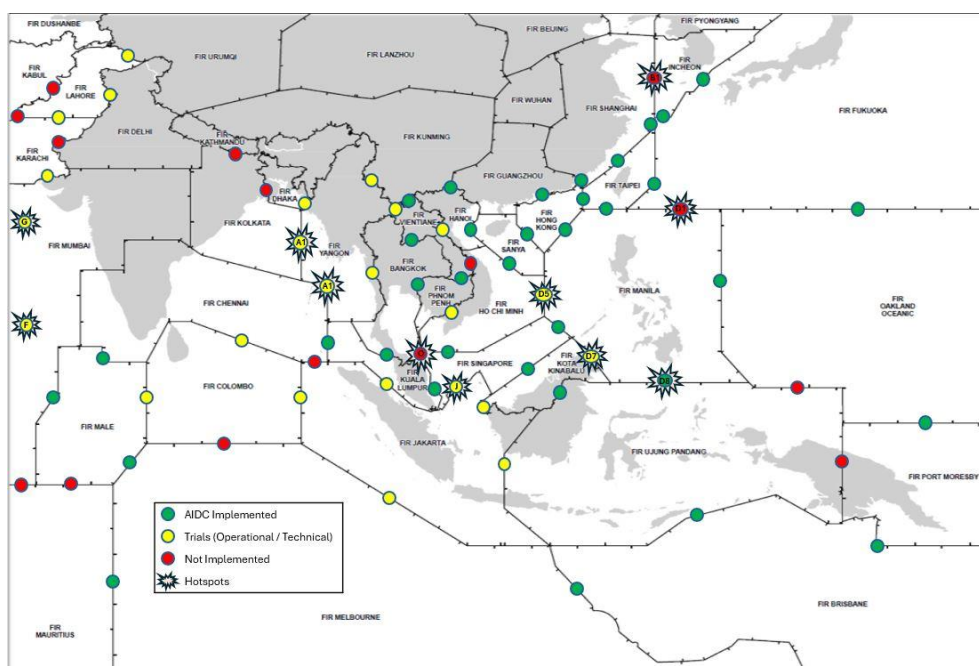 FIR DUSHANBE
FIR BEIJING
FIR PYONGYANG
FIR URUMQI
FIR LANZHOU
FIR
INCHEON
FIR
KABUL
FIR
LAHORE
FIR WUHAN
FIR SHANGHAI
FIR FUKUOKA
FIR DELHI
FIR KUNMING
FIR
KATHMANDU
FIR
KARACHI
FIR GUANGZHOU
FIR TAIPEI
FIR
DHAKA
D1
G
FIR KOLKATA
FIR
VIENTIANE
FIR
HANOI
FIR
HONG
KONG
FIR MUMBAI
A1
FIR
YANGON
FIR
SANYA
FIR
BANGKOK
A1
FIR
PHNOM
PENH
D5
FIR MANILA
FIR CHENNAI
FIR
HO CHI MINH
FIR
OAKLAND
OCEANIC
F
FIR SINGAPORE
FIR
KOTA
KINABALU
D7
FIR
KUALA
LUMPUR
J
D8
FIR COLOMBO
FIR MALE
FIR JAKARTA
FIR UJUNG PANDANG
FIR PORT MORESBY
AIDC Implemented
Trials (Operational / Technical)
Not Implemented
Hotspots
FIR MELBOURNE
FIR BRISBANE
FIR
MAURITIUS